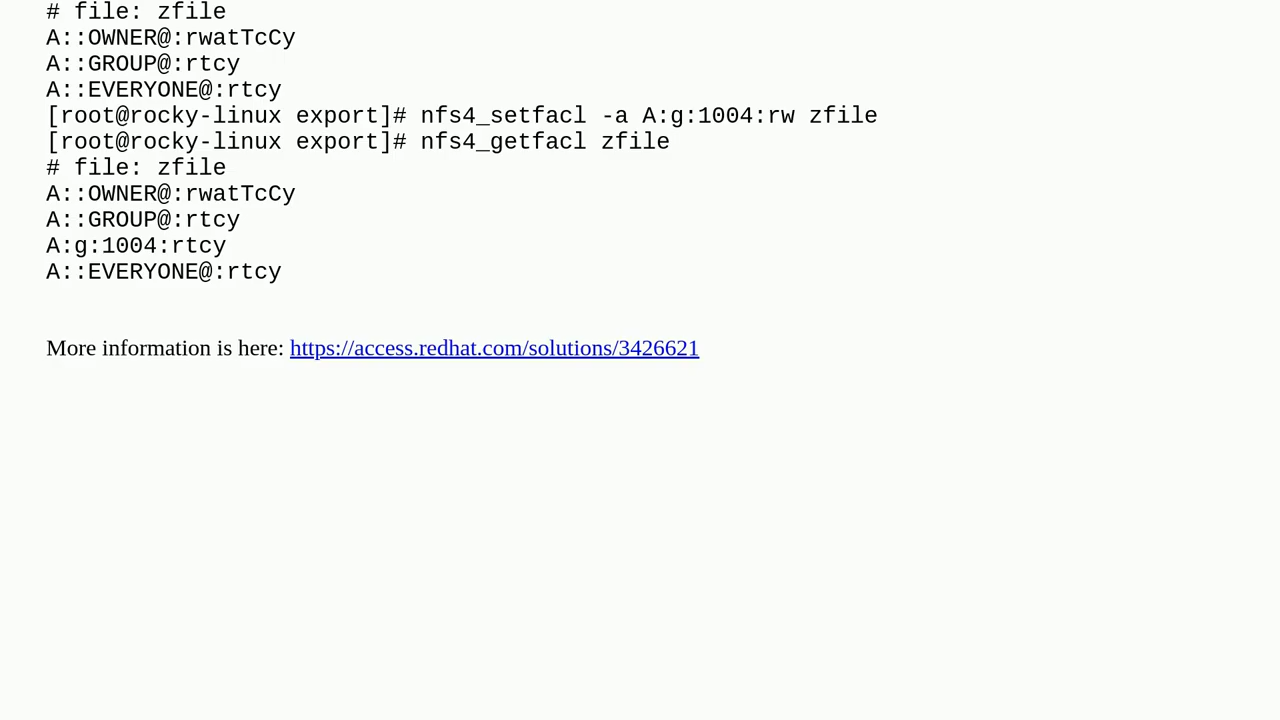 # file: zfile
A::OWNER@:rwatTcCy
A::GROUP@:rtcy
A::EVERYONE@:rtcy
[root@rocky-linux export]# nfs4_setfacl -a A:g:1004:rw zfile
[root@rocky-linux export]# nfs4_getfacl zfile
# file: zfile
A::OWNER@:rwatTcCy
A::GROUP@:rtcy
A:g:1004:rtcy
A::EVERYONE@:rtcy
More information is here: https://access.redhat.com/solutions/3426621